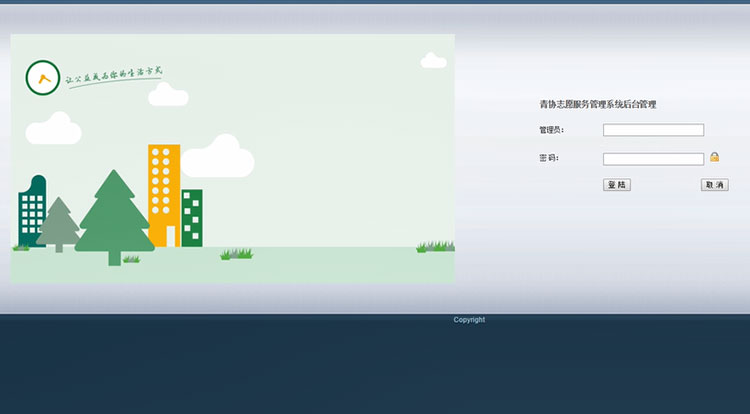 让公益成为你的生活方式
青协志愿服务管理系统后台管理
管理员:
密 码:
登 陆
取 消
Copyright